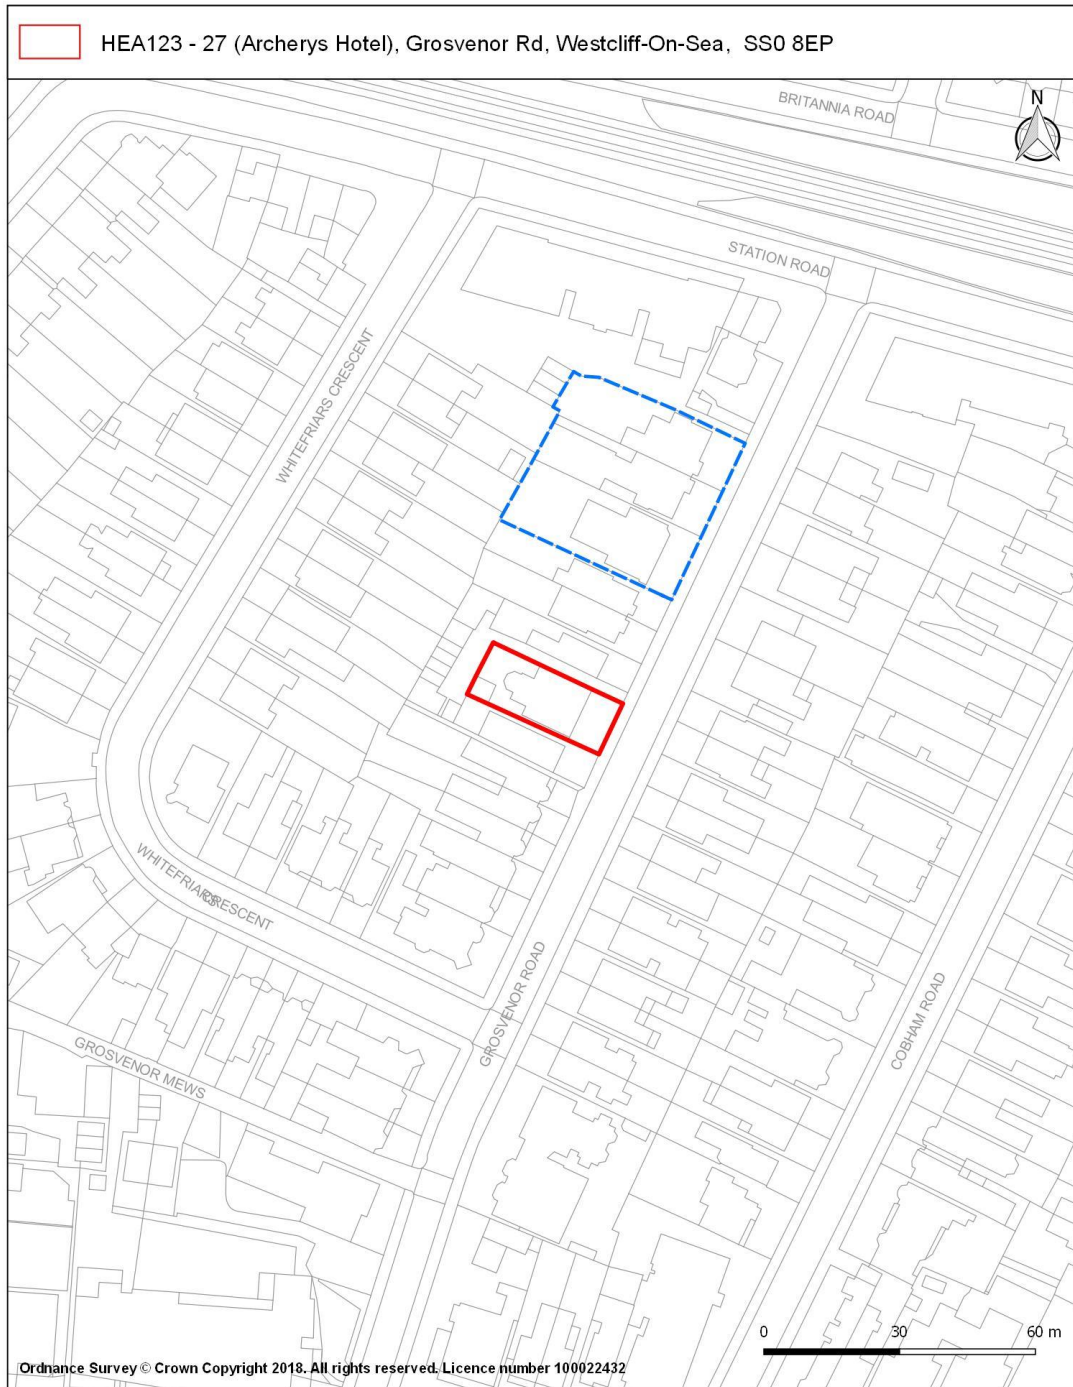 HEA123 - 27 (Archerys Hotel), Grosvenor Rd, Westcliff-On-Sea, SS0 8EP
BRITANNIA ROAD
N
STATION ROAD
WHITEFRIARS CRESCENT
WHITEFRIARS CRESCENT
GROSVENOR ROAD
COBHAM ROAD
GROSVENOR MEWS
0 30 60 m
Ordnance Survey © Crown Copyright 2018. All rights reserved. Licence number 100022432